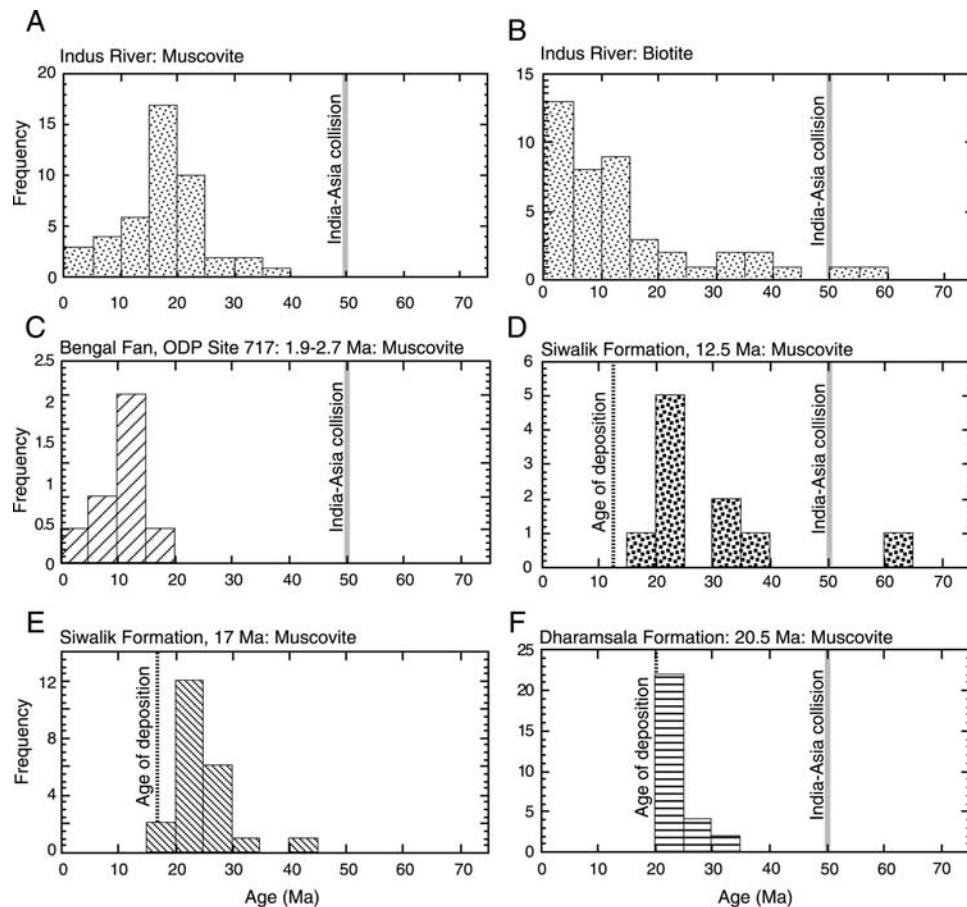 A
Indus River: Muscovite
Frequency
20
15
10
5
0
India-Asia collision
0 10 20 30 40 50 60 70
B
Indus River: Biotite
15
10
5
0
India-Asia collision
0 10 20 30 40 50 60 70
C
Bengal Fan, ODP Site 717: 1.9-2.7 Ma: Muscovite
Frequency
2.5
2
1.5
1
0.5
0
India-Asia collision
0 10 20 30 40 50 60 70
D
Siwalik Formation, 12.5 Ma: Muscovite
6
5
4
3
2
1
0
Age of deposition
India-Asia collision
0 10 20 30 40 50 60 70
E
Siwalik Formation, 17 Ma: Muscovite
Frequency
12
9
6
3
0
Age of deposition
0 10 20 30 40 50 60 70
Age (Ma)
F
Dharamsala Formation: 20.5 Ma: Muscovite
25
20
15
10
5
0
Age of deposition
India-Asia collision
0 10 20 30 40 50 60 70
Age (Ma)